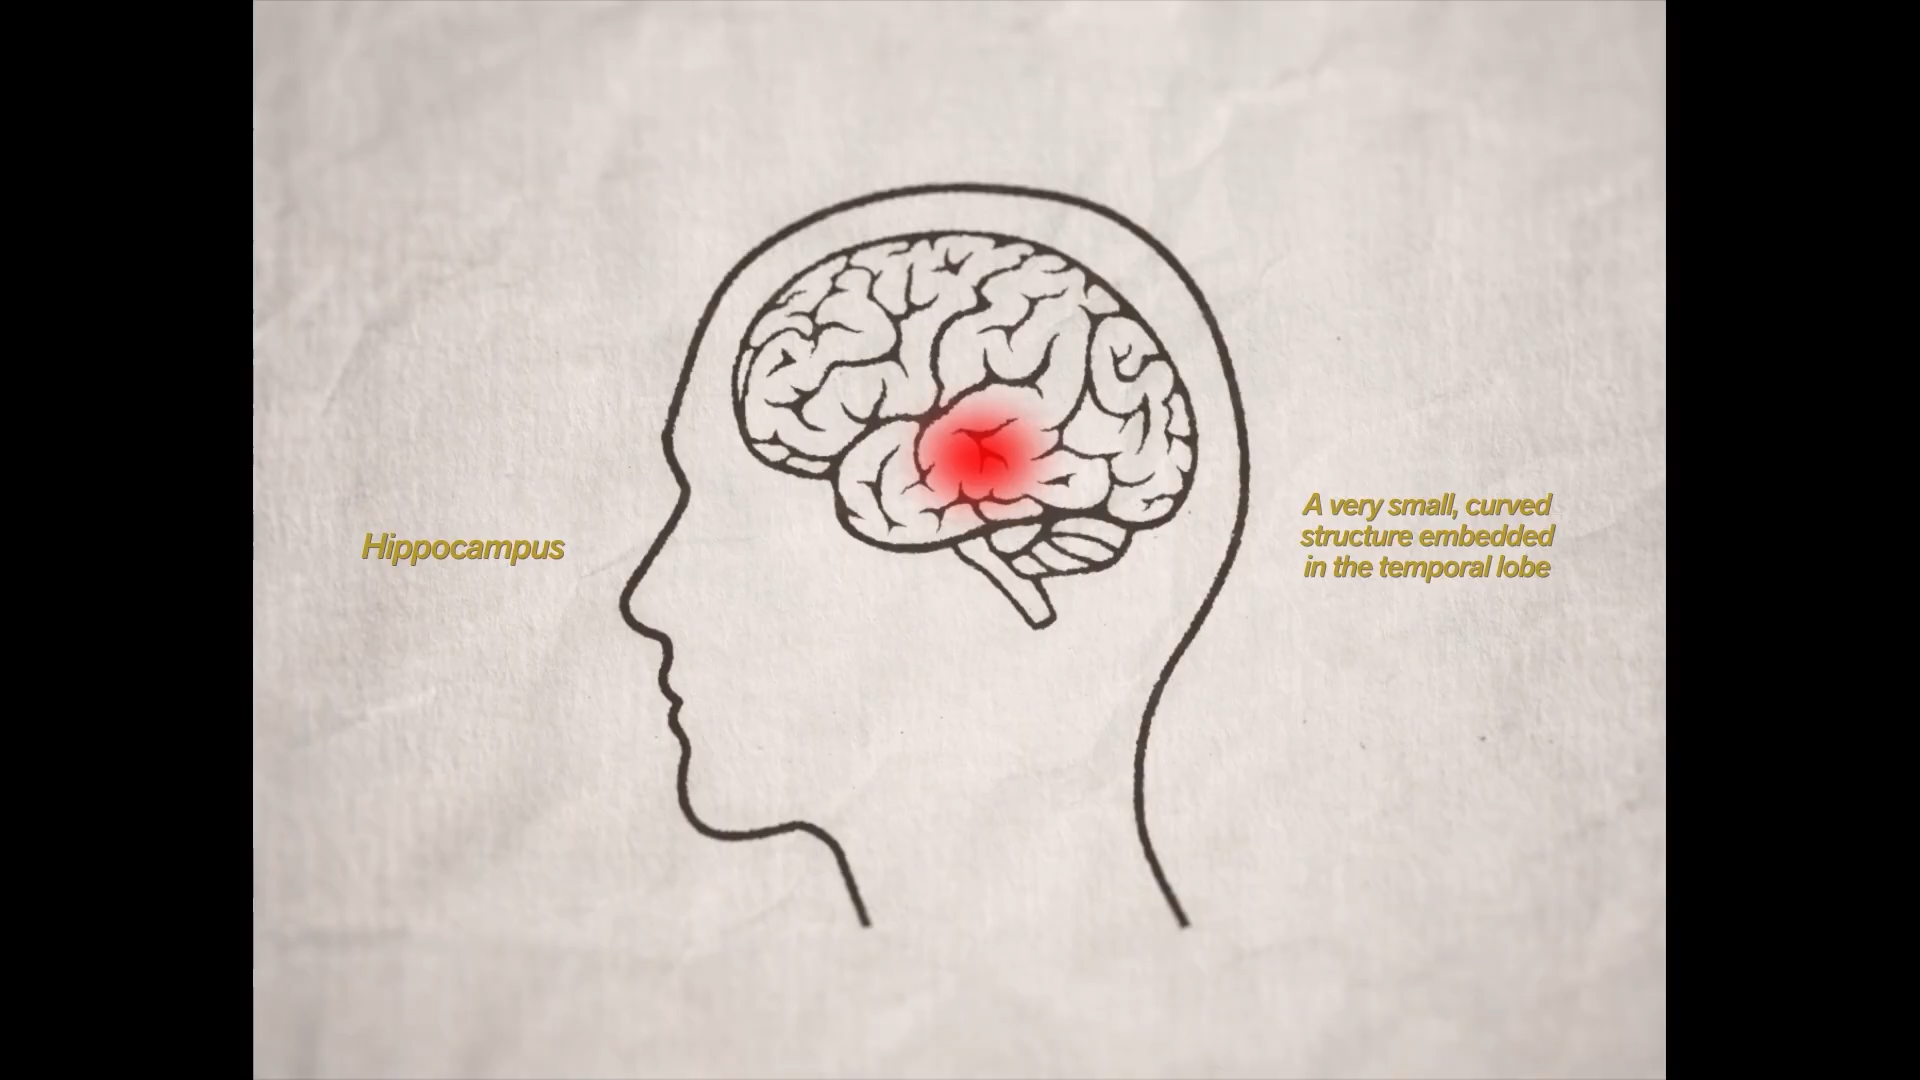 Hippocampus
A very small, curved
structure embedded
in the temporal lobe